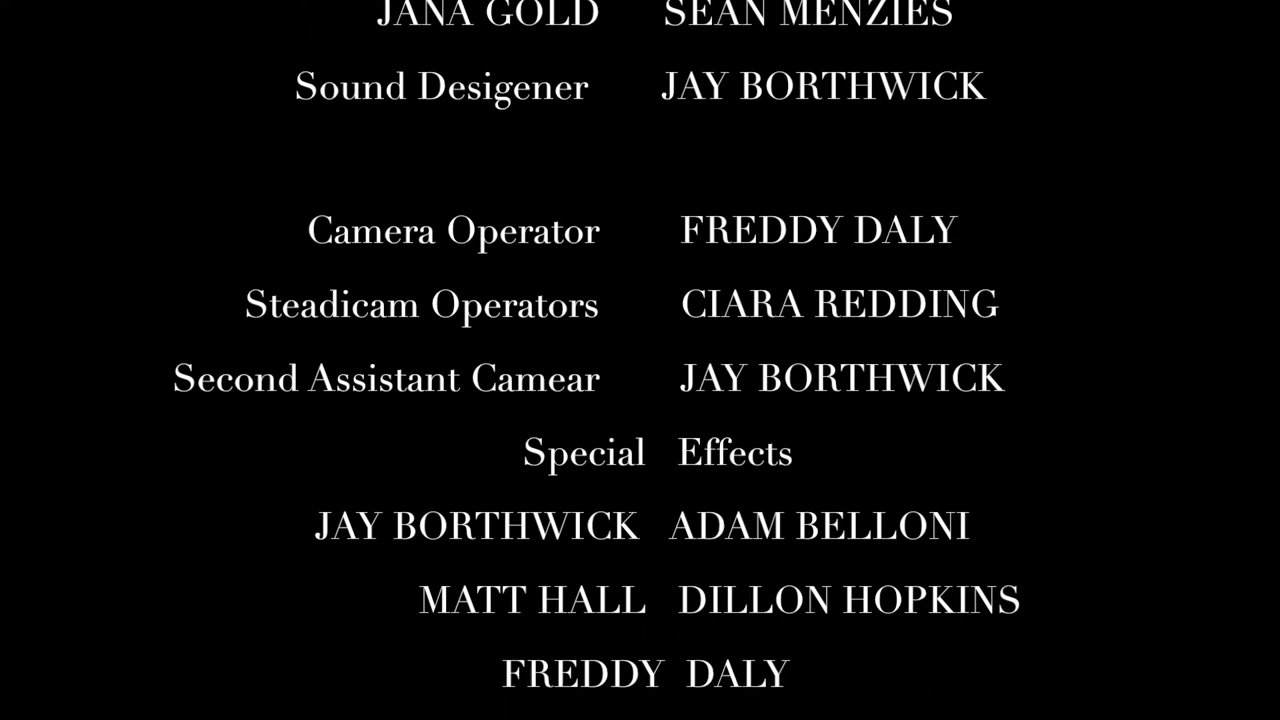 JANA GOLD SEAN MENZIES
Sound Desigener JAY BORTHWICK
Camera Operator FREDDY DALY
Steadicam Operators CIARA REDDING
Second Assistant Camear JAY BORTHWICK
Special Effects
JAY BORTHWICK ADAM BELLONI
MATT HALL DILLON HOPKINS
FREDDY DALY